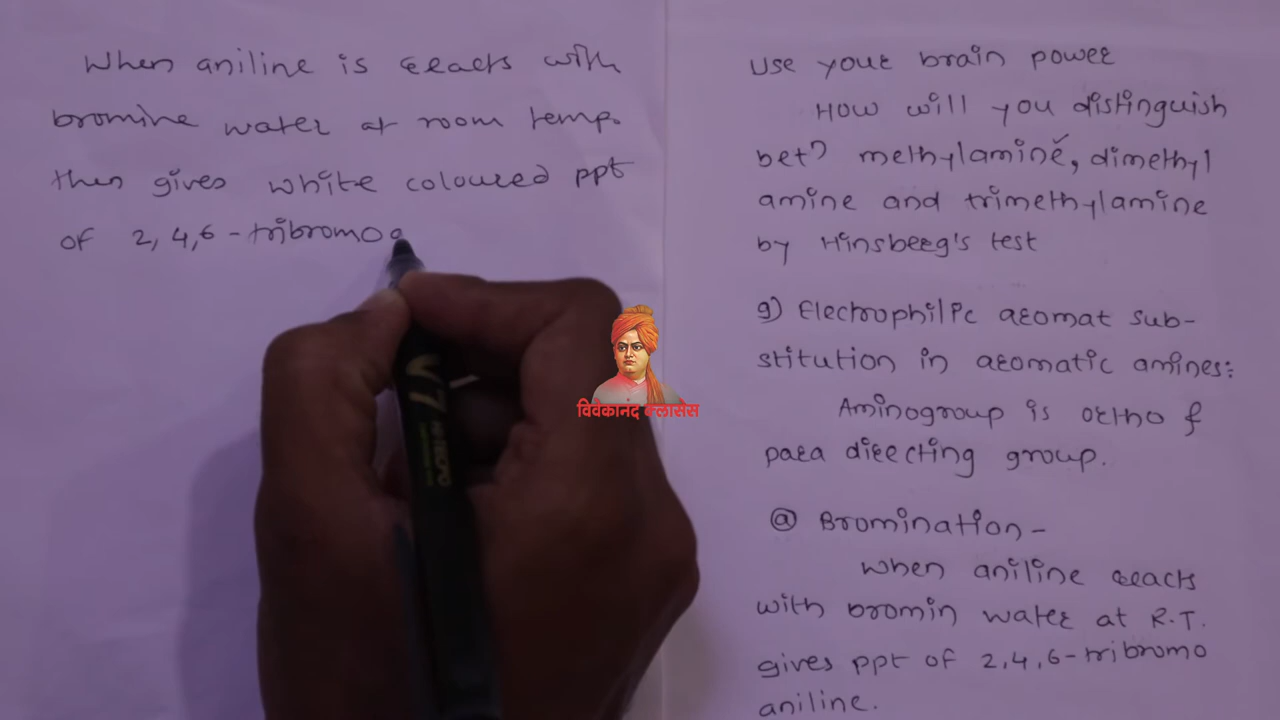 When aniline is reacts with
bromine water at room temp.
then gives white coloured ppt
of 2, 4, 6 - tribromoa
Use your brain power
How will you distinguish
betn methylamine, dimethyl
amine and trimethylamine
by Hinsberg's test
g) Electrophilic aromat sub-
stitution in aromatic amines:
Aminogroup is ortho &
para directing group.
(a) Bromination -
When aniline reacts
with bromin water at R.T.
gives ppt of 2,4,6-tribromo
aniline.
विवेकानंद क्लासेस
V7